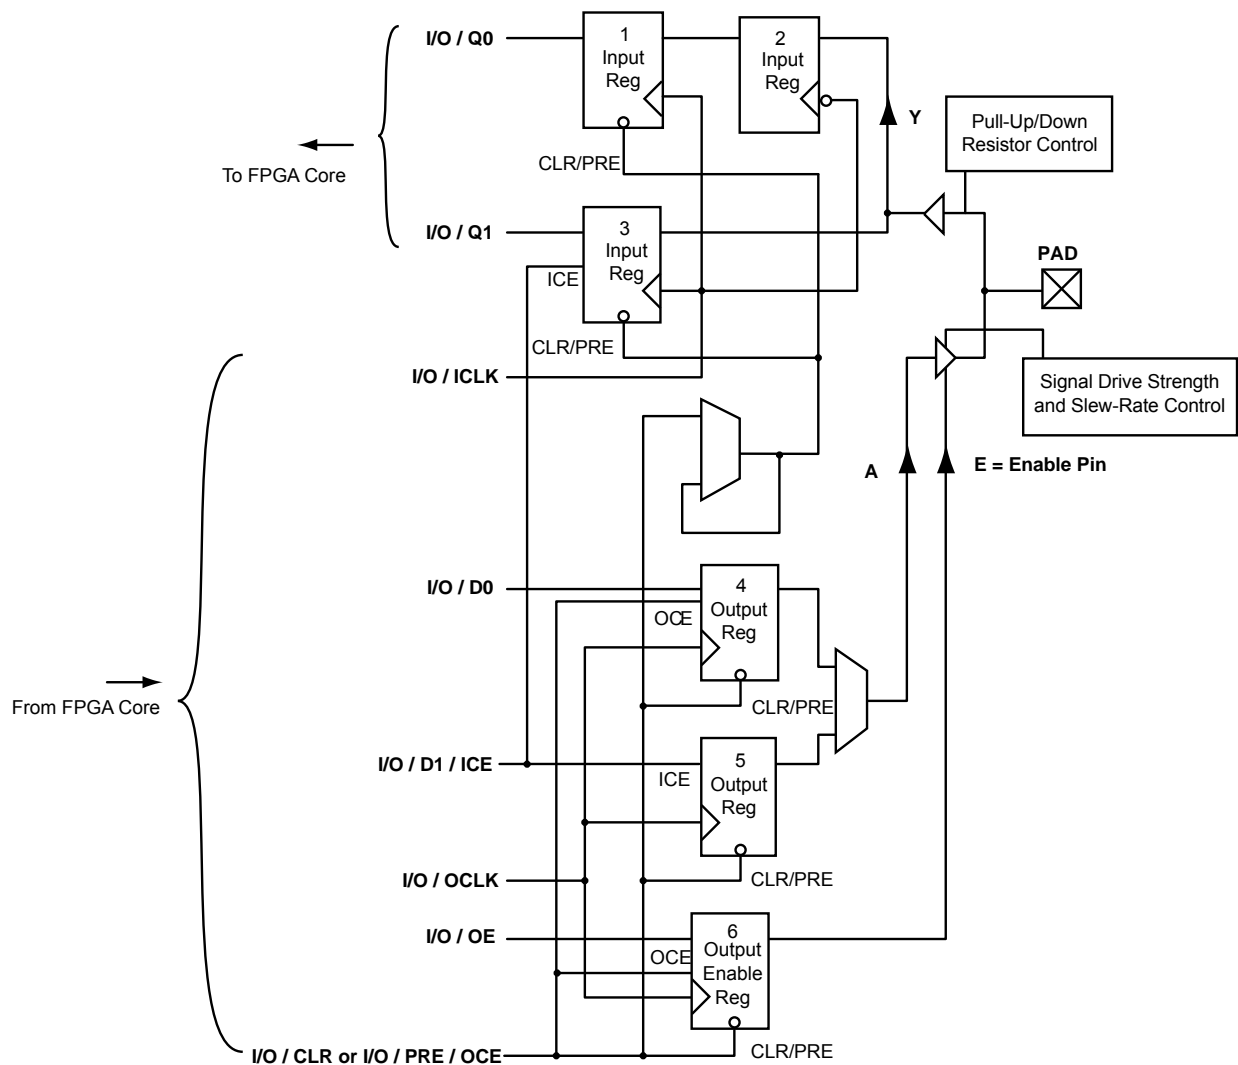 I/O / Q0
1
Input
Reg
2
Input
Reg
Y
Pull-Up/Down
Resistor Control
To FPGA Core
CLR/PRE
I/O / Q1
3
Input
Reg
ICE
PAD
CLR/PRE
I/O / ICLK
Signal Drive Strength
and Slew-Rate Control
A
E = Enable Pin
I/O / D0
4
Output
Reg
OCE
From FPGA Core
CLR/PRE
I/O / D1 / ICE
5
Output
Reg
ICE
I/O / OCLK
CLR/PRE
I/O / OE
6
Output
Enable
Reg
OCE
I/O / CLR or I/O / PRE / OCE
CLR/PRE